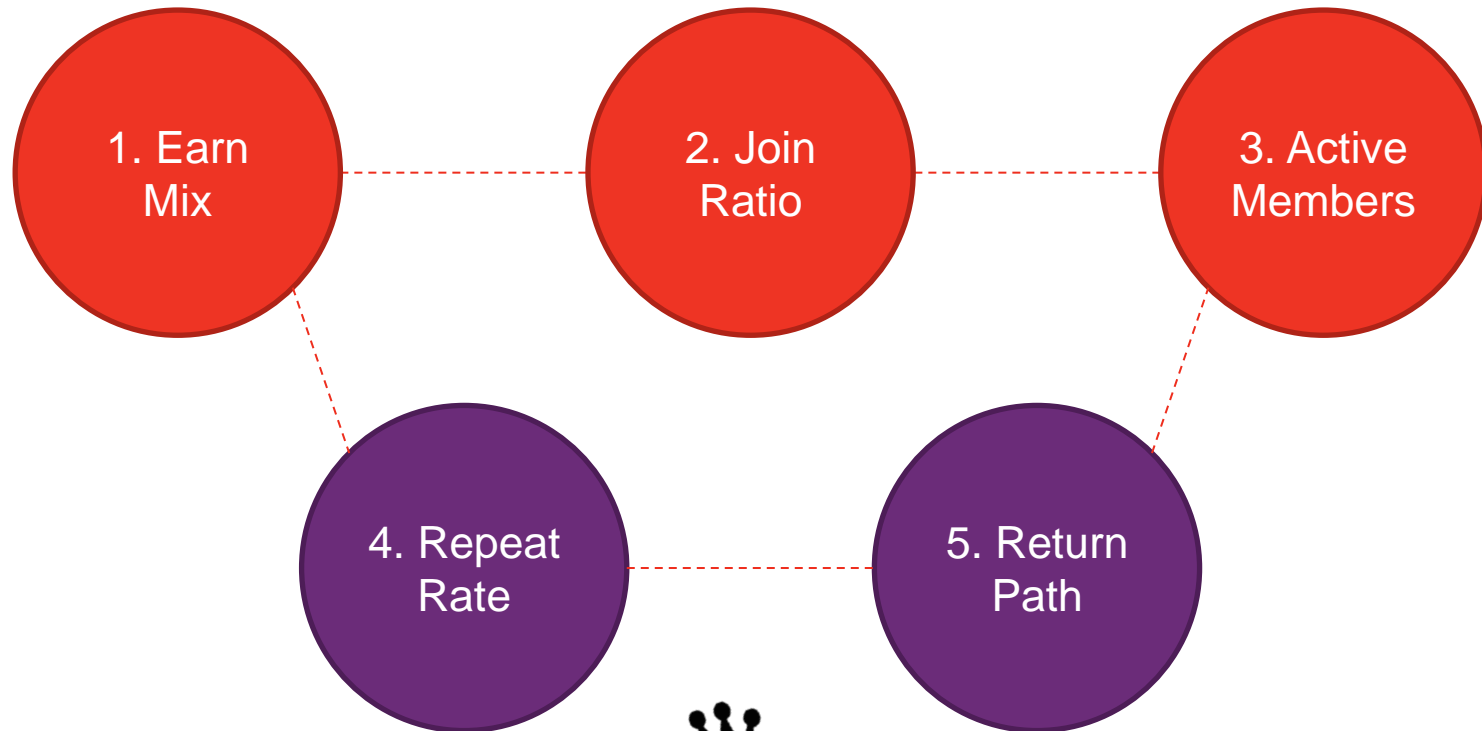 1. Earn
Mix
2. Join
Ratio
3. Active
Members
4. Repeat
Rate
5. Return
Path